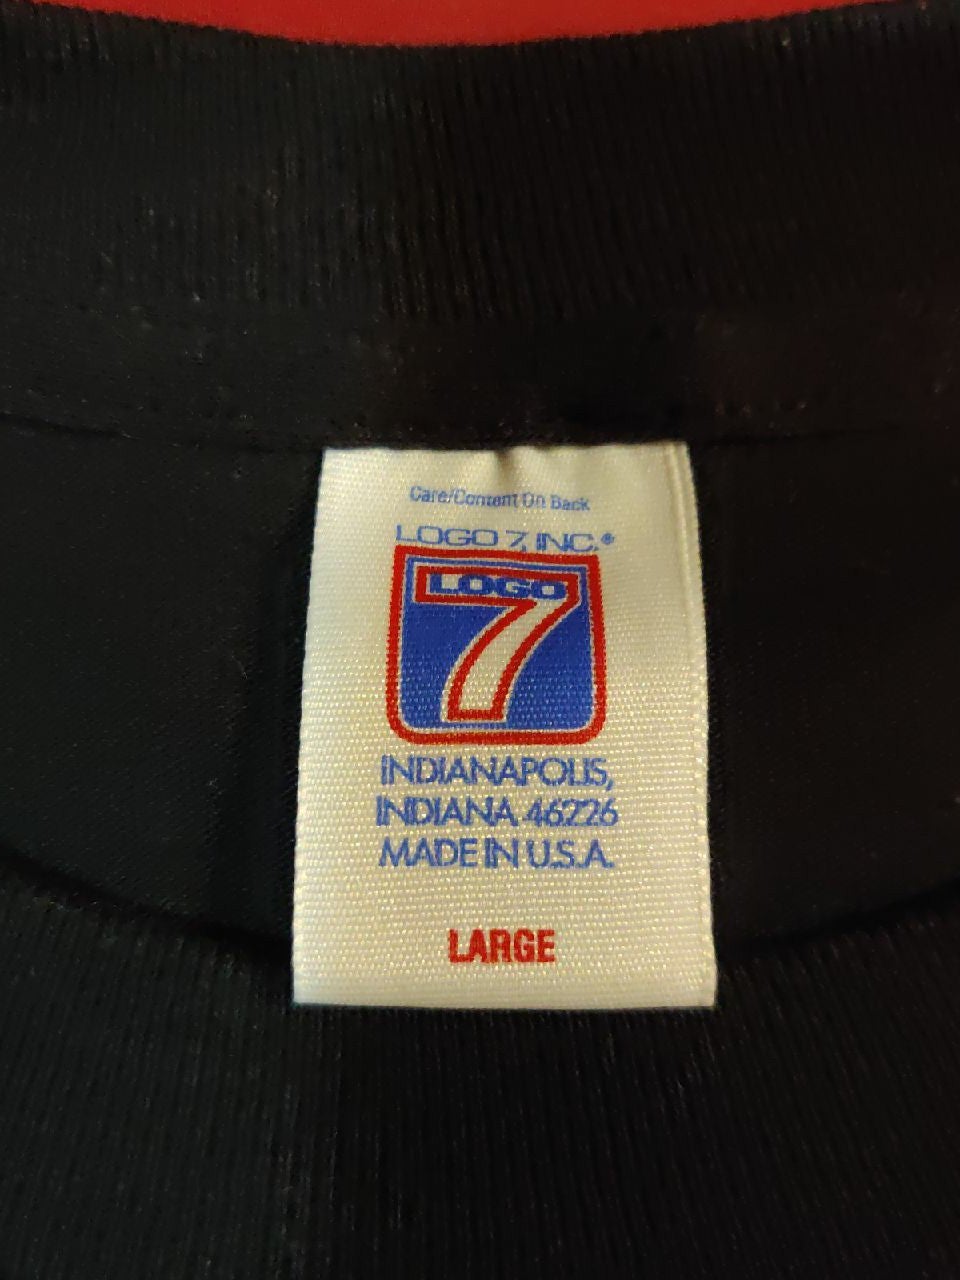 Care/Content On Back
LOGO 7, INC.®
LOGO
7
INDIANAPOLIS,
INDIANA 46226
MADE IN U.S.A.
LARGE